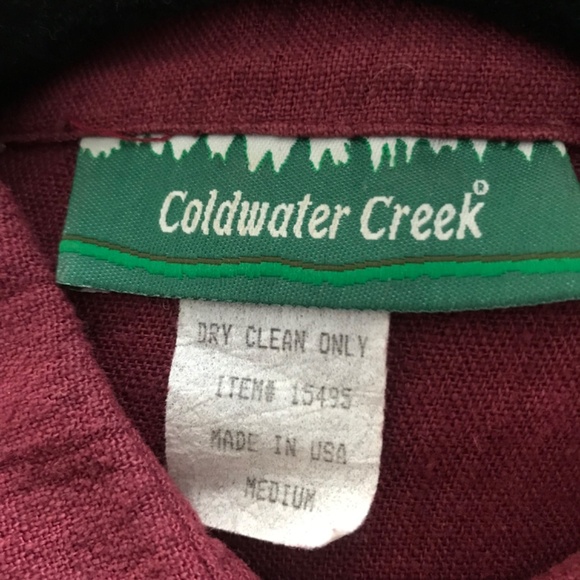 Coldwater Creek®
DRY CLEAN ONLY
ITEM# 15495
MADE IN USA
MEDIUM